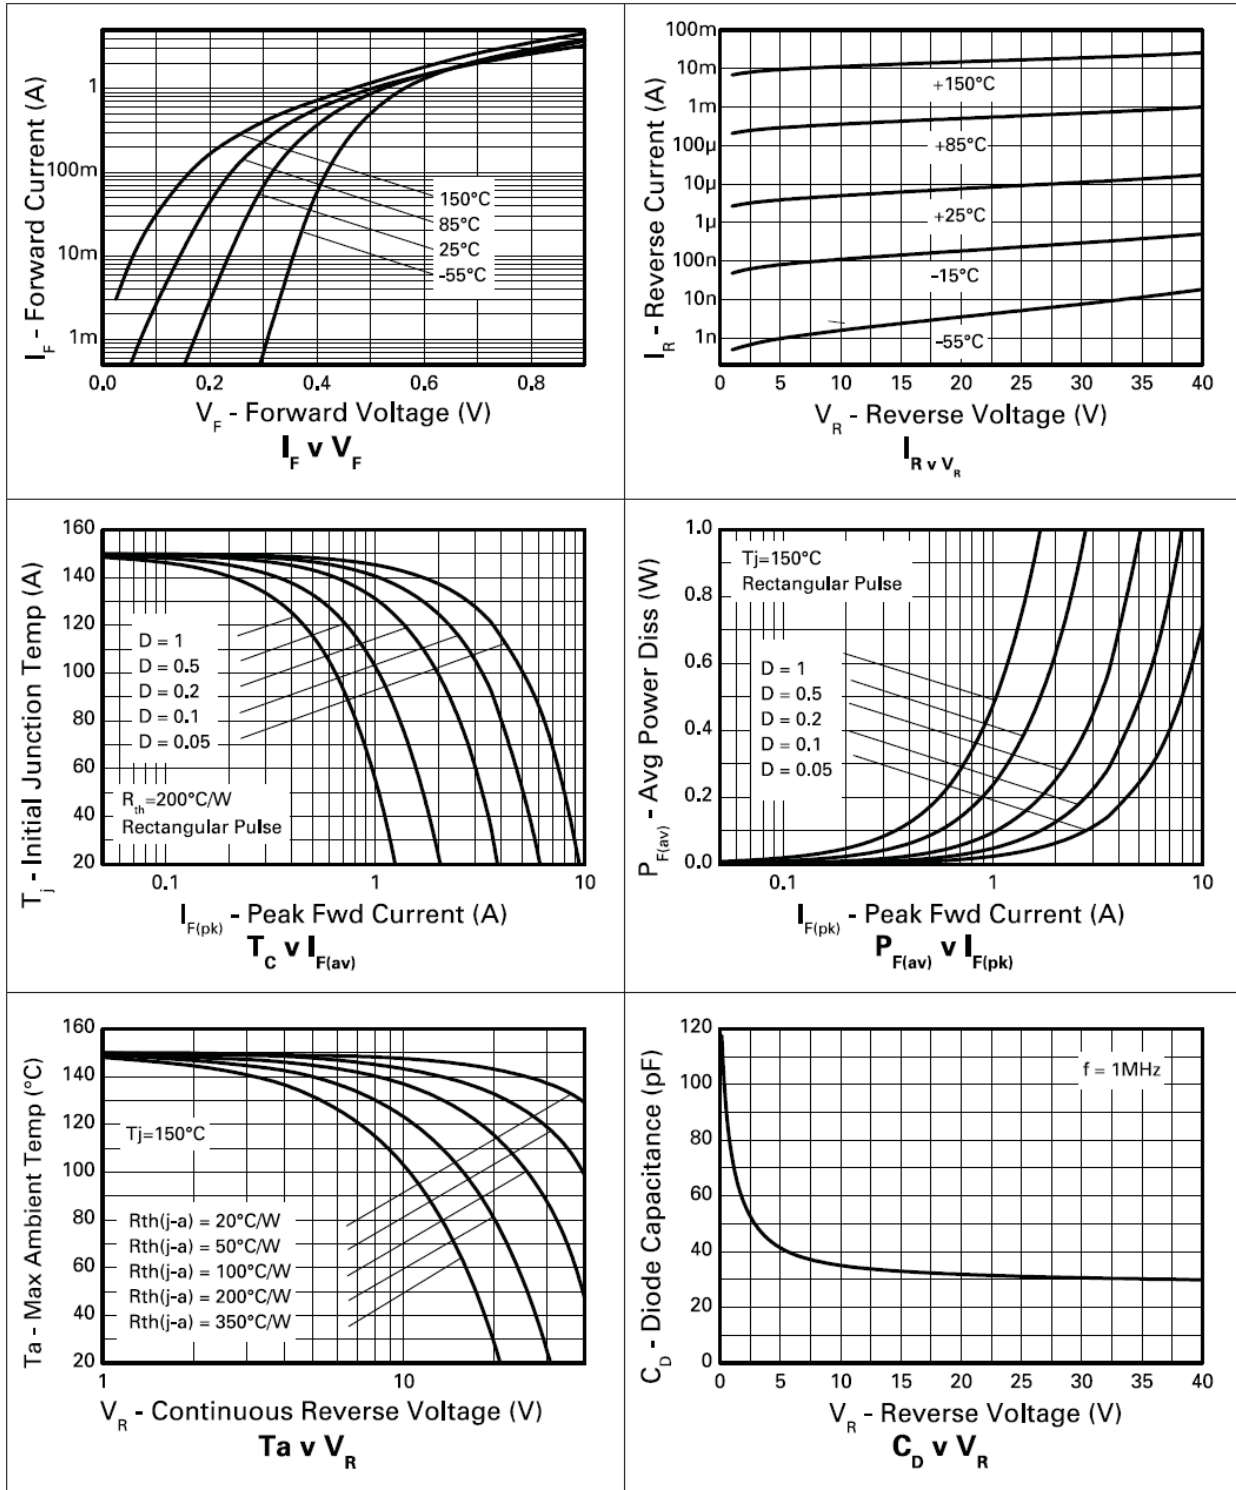 I_F - Forward Current (A)
1
100m
10m
1m
150°C
85°C
25°C
-55°C
0.0 0.2 0.4 0.6 0.8
V_F - Forward Voltage (V)
I_F v V_F
I_R - Reverse Current (A)
100m
10m
1m
100µ
10µ
1µ
100n
10n
1n
+150°C
+85°C
+25°C
-15°C
-55°C
0 5 10 15 20 25 30 35 40
V_R - Reverse Voltage (V)
I_R v V_R
T_j - Initial Junction Temp (A)
160
140
120
100
80
60
40
20
D = 1
D = 0.5
D = 0.2
D = 0.1
D = 0.05
R_th=200°C/W
Rectangular Pulse
0.1 1 10
I_F(pk) - Peak Fwd Current (A)
T_C v I_F(av)
P_F(av) - Avg Power Diss (W)
1.0
0.8
0.6
0.4
0.2
0.0
Tj=150°C
Rectangular Pulse
D = 1
D = 0.5
D = 0.2
D = 0.1
D = 0.05
0.1 1 10
I_F(pk) - Peak Fwd Current (A)
P_F(av) v I_F(pk)
Ta - Max Ambient Temp (°C)
160
140
120
100
80
60
40
20
Tj=150°C
Rth(j-a) = 20°C/W
Rth(j-a) = 50°C/W
Rth(j-a) = 100°C/W
Rth(j-a) = 200°C/W
Rth(j-a) = 350°C/W
1 10
V_R - Continuous Reverse Voltage (V)
Ta v V_R
C_D - Diode Capacitance (pF)
120
100
80
60
40
20
0
f = 1MHz
0 5 10 15 20 25 30 35 40
V_R - Reverse Voltage (V)
C_D v V_R